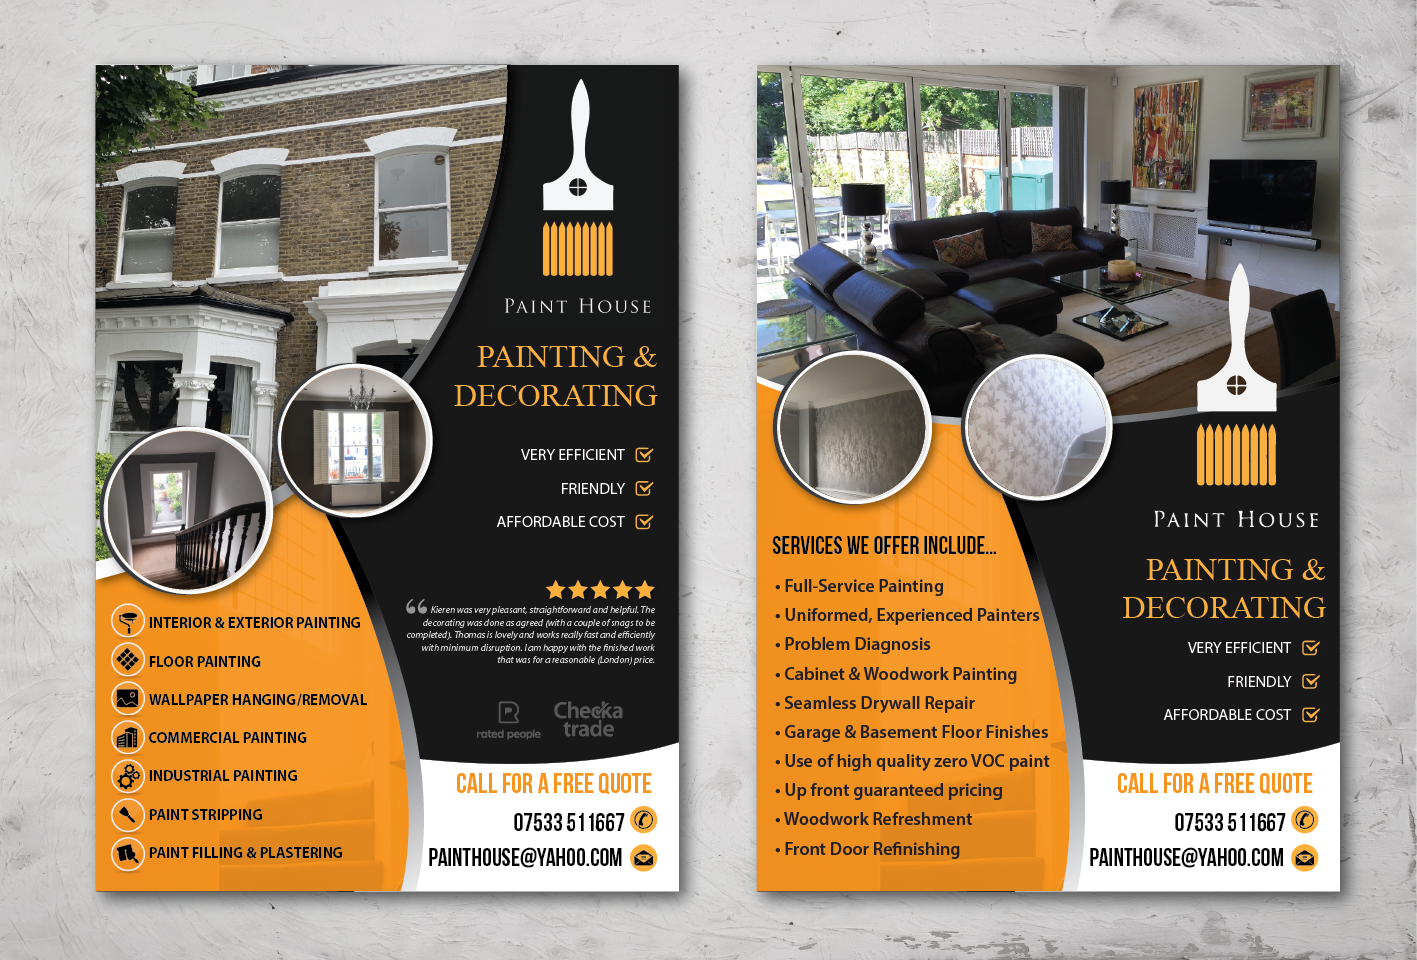 PAINT HOUSE
PAINTING &
DECORATING
VERY EFFICIENT
FRIENDLY
AFFORDABLE COST
“ Kieren was very pleasant, straightforward and helpful. The
decorating was done as agreed (with a couple of snags to be
completed). Thomas is lovely and works really fast and efficiently
with minimum disruption. I am happy with the finished work
that was for a reasonable (London) price.
R
rated people
Checka
trade
INTERIOR & EXTERIOR PAINTING
FLOOR PAINTING
WALLPAPER HANGING/REMOVAL
COMMERCIAL PAINTING
INDUSTRIAL PAINTING
PAINT STRIPPING
PAINT FILLING & PLASTERING
CALL FOR A FREE QUOTE
07533 511667
PAINTHOUSE@YAHOO.COM
PAINT HOUSE
PAINTING &
DECORATING
VERY EFFICIENT
FRIENDLY
AFFORDABLE COST
SERVICES WE OFFER INCLUDE...
• Full-Service Painting
• Uniformed, Experienced Painters
• Problem Diagnosis
• Cabinet & Woodwork Painting
• Seamless Drywall Repair
• Garage & Basement Floor Finishes
• Use of high quality zero VOC paint
• Up front guaranteed pricing
• Woodwork Refreshment
• Front Door Refinishing
CALL FOR A FREE QUOTE
07533 511667
PAINTHOUSE@YAHOO.COM